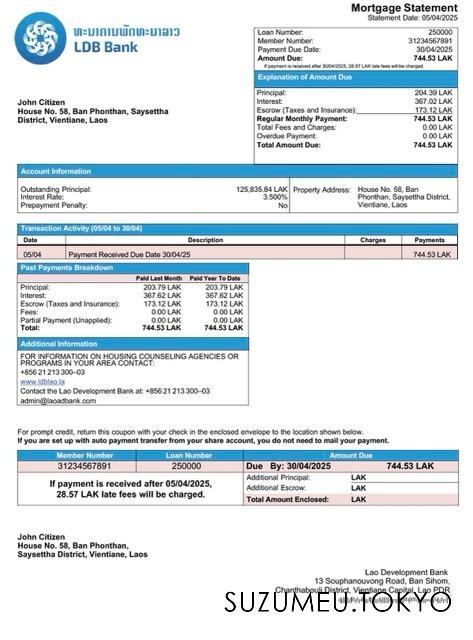 ທະນາຄານພັດທະນາລາວ
LDB Bank
Mortgage Statement
Statement Date: 05/04/2025
Loan Number: 250000
Member Number: 31234567891
Payment Due Date: 30/04/2025
Amount Due: 744.53 LAK
If payment is received after 30/04/2025, 28.57 LAK late fees will be charged.
John Citizen
House No. 58, Ban Phonthan, Saysettha
District, Vientiane, Laos
Explanation of Amount Due
Principal: 204.39 LAK
Interest: 367.02 LAK
Escrow (Taxes and Insurance): 173.12 LAK
Regular Monthly Payment: 744.53 LAK
Total Fees and Charges: 0.00 LAK
Overdue Payment: 0.00 LAK
Total Amount Due: 744.53 LAK
Account Information
Outstanding Principal: 125,835.84 LAK
Interest Rate: 3.500%
Prepayment Penalty: No
Property Address: House No. 58, Ban
Phonthan, Saysettha District,
Vientiane, Laos
Transaction Activity (05/04 to 30/04)
Date Description Charges Payments
05/04 Payment Received Due Date 30/04/25 744.53 LAK
Past Payments Breakdown
Paid Last Month Paid Year To Date
Principal: 203.79 LAK 203.79 LAK
Interest: 367.62 LAK 367.62 LAK
Escrow (Taxes and Insurance): 173.12 LAK 173.12 LAK
Fees: 0.00 LAK 0.00 LAK
Partial Payment (Unapplied): 0.00 LAK 0.00 LAK
Total: 744.53 LAK 744.53 LAK
Additional Information
FOR INFORMATION ON HOUSING COUNSELING AGENCIES OR
PROGRAMS IN YOUR AREA CONTACT:
+856 21 213 300–03
www.ldblao.la
Contact the Lao Development Bank at: +856 21 213 300–03
admin@laoadbank.com
For prompt credit, return this coupon with your check in the enclosed envelope to the location shown below.
If you are set up with auto payment transfer from your share account, you do not need to mail your payment.
Member Number Loan Number Amount Due
31234567891 250000 Due By: 30/04/2025 744.53 LAK
If payment is received after 05/04/2025,
28.57 LAK late fees will be charged.
Additional Principal: LAK
Additional Escrow: LAK
Total Amount Enclosed: LAK
John Citizen
House No. 58, Ban Phonthan,
Saysettha District, Vientiane, Laos
Lao Development Bank
13 Souphanouvong Road, Ban Sihom,
Chanthabouli District, Vientiane Capital, Lao PDR
SUZUMEU.TOKYO